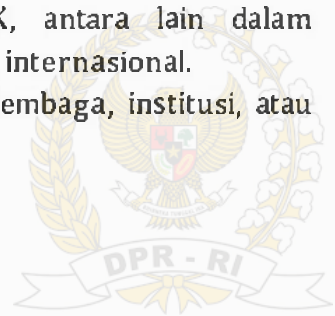 K, antara lain dalam
internasional.
embaga, institusi, atau
DPR - RI